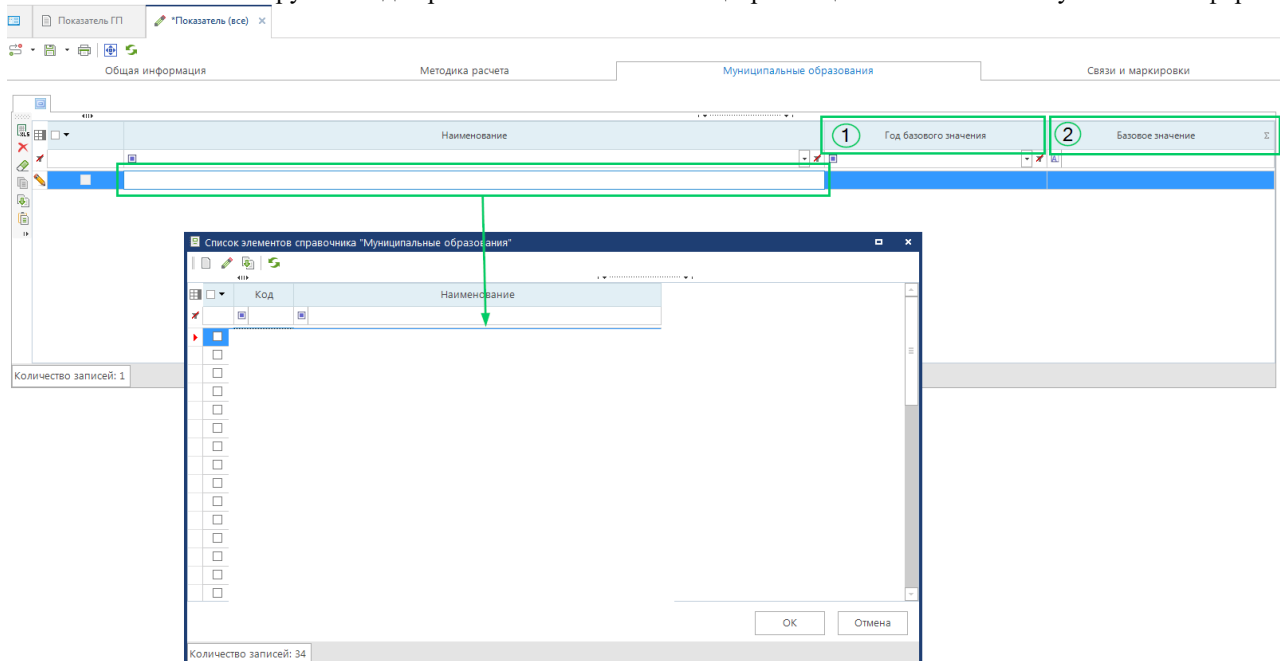 Показатель ГП
*Показатель (все)
Общая информация
Методика расчета
Муниципальные образования
Связи и маркировки
Наименование
1
Год базового значения
2
Базовое значение Σ
Список элементов справочника "Муниципальные образования"
Код
Наименование
Количество записей: 1
ОК
Отмена
Количество записей: 34